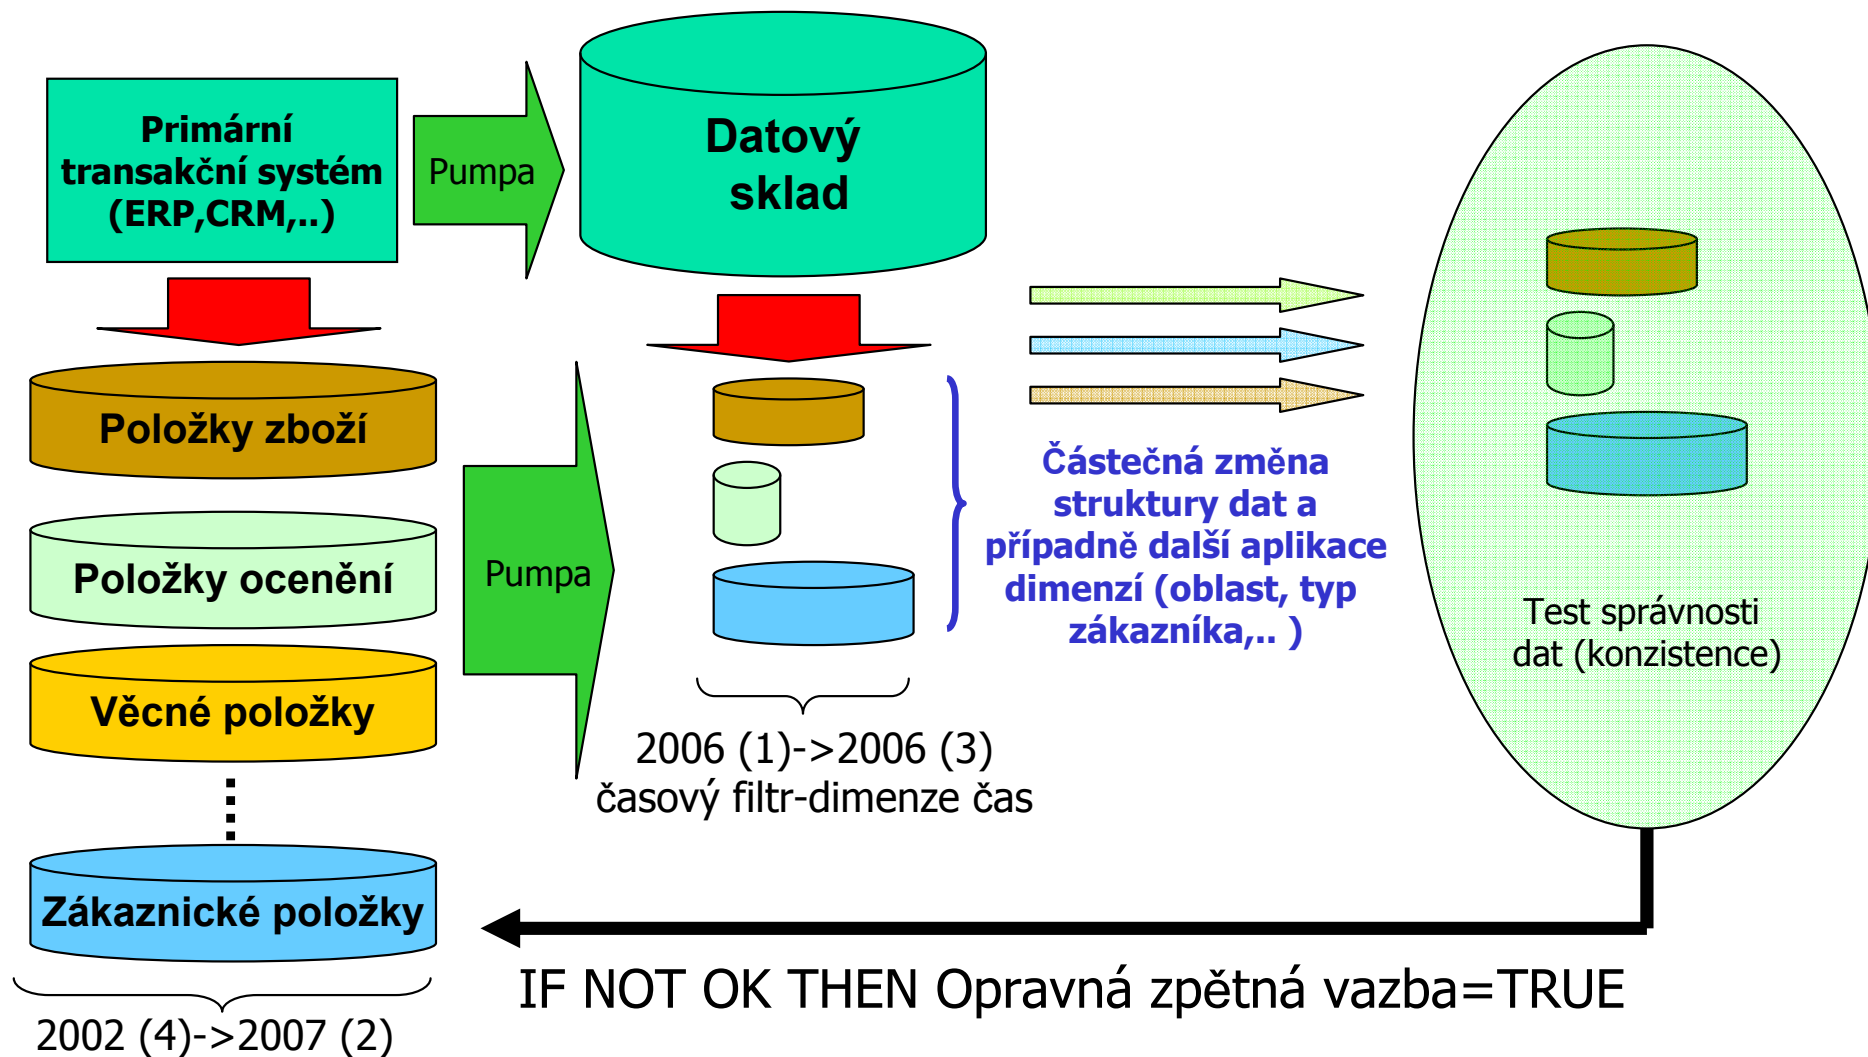 Primární
transakční systém
(ERP,CRM,..)
Pumpa
Datový
sklad
Položky zboží
Položky ocenění
Věcné položky
Zákaznické položky
2002 (4)->2007 (2)
Pumpa
2006 (1)->2006 (3)
časový filtr-dimenze čas
Částečná změna
struktury dat a
případně další aplikace
dimenzí (oblast, typ
zákazníka,.. )
Test správnosti
dat (konzistence)
IF NOT OK THEN Opravná zpětná vazba=TRUE